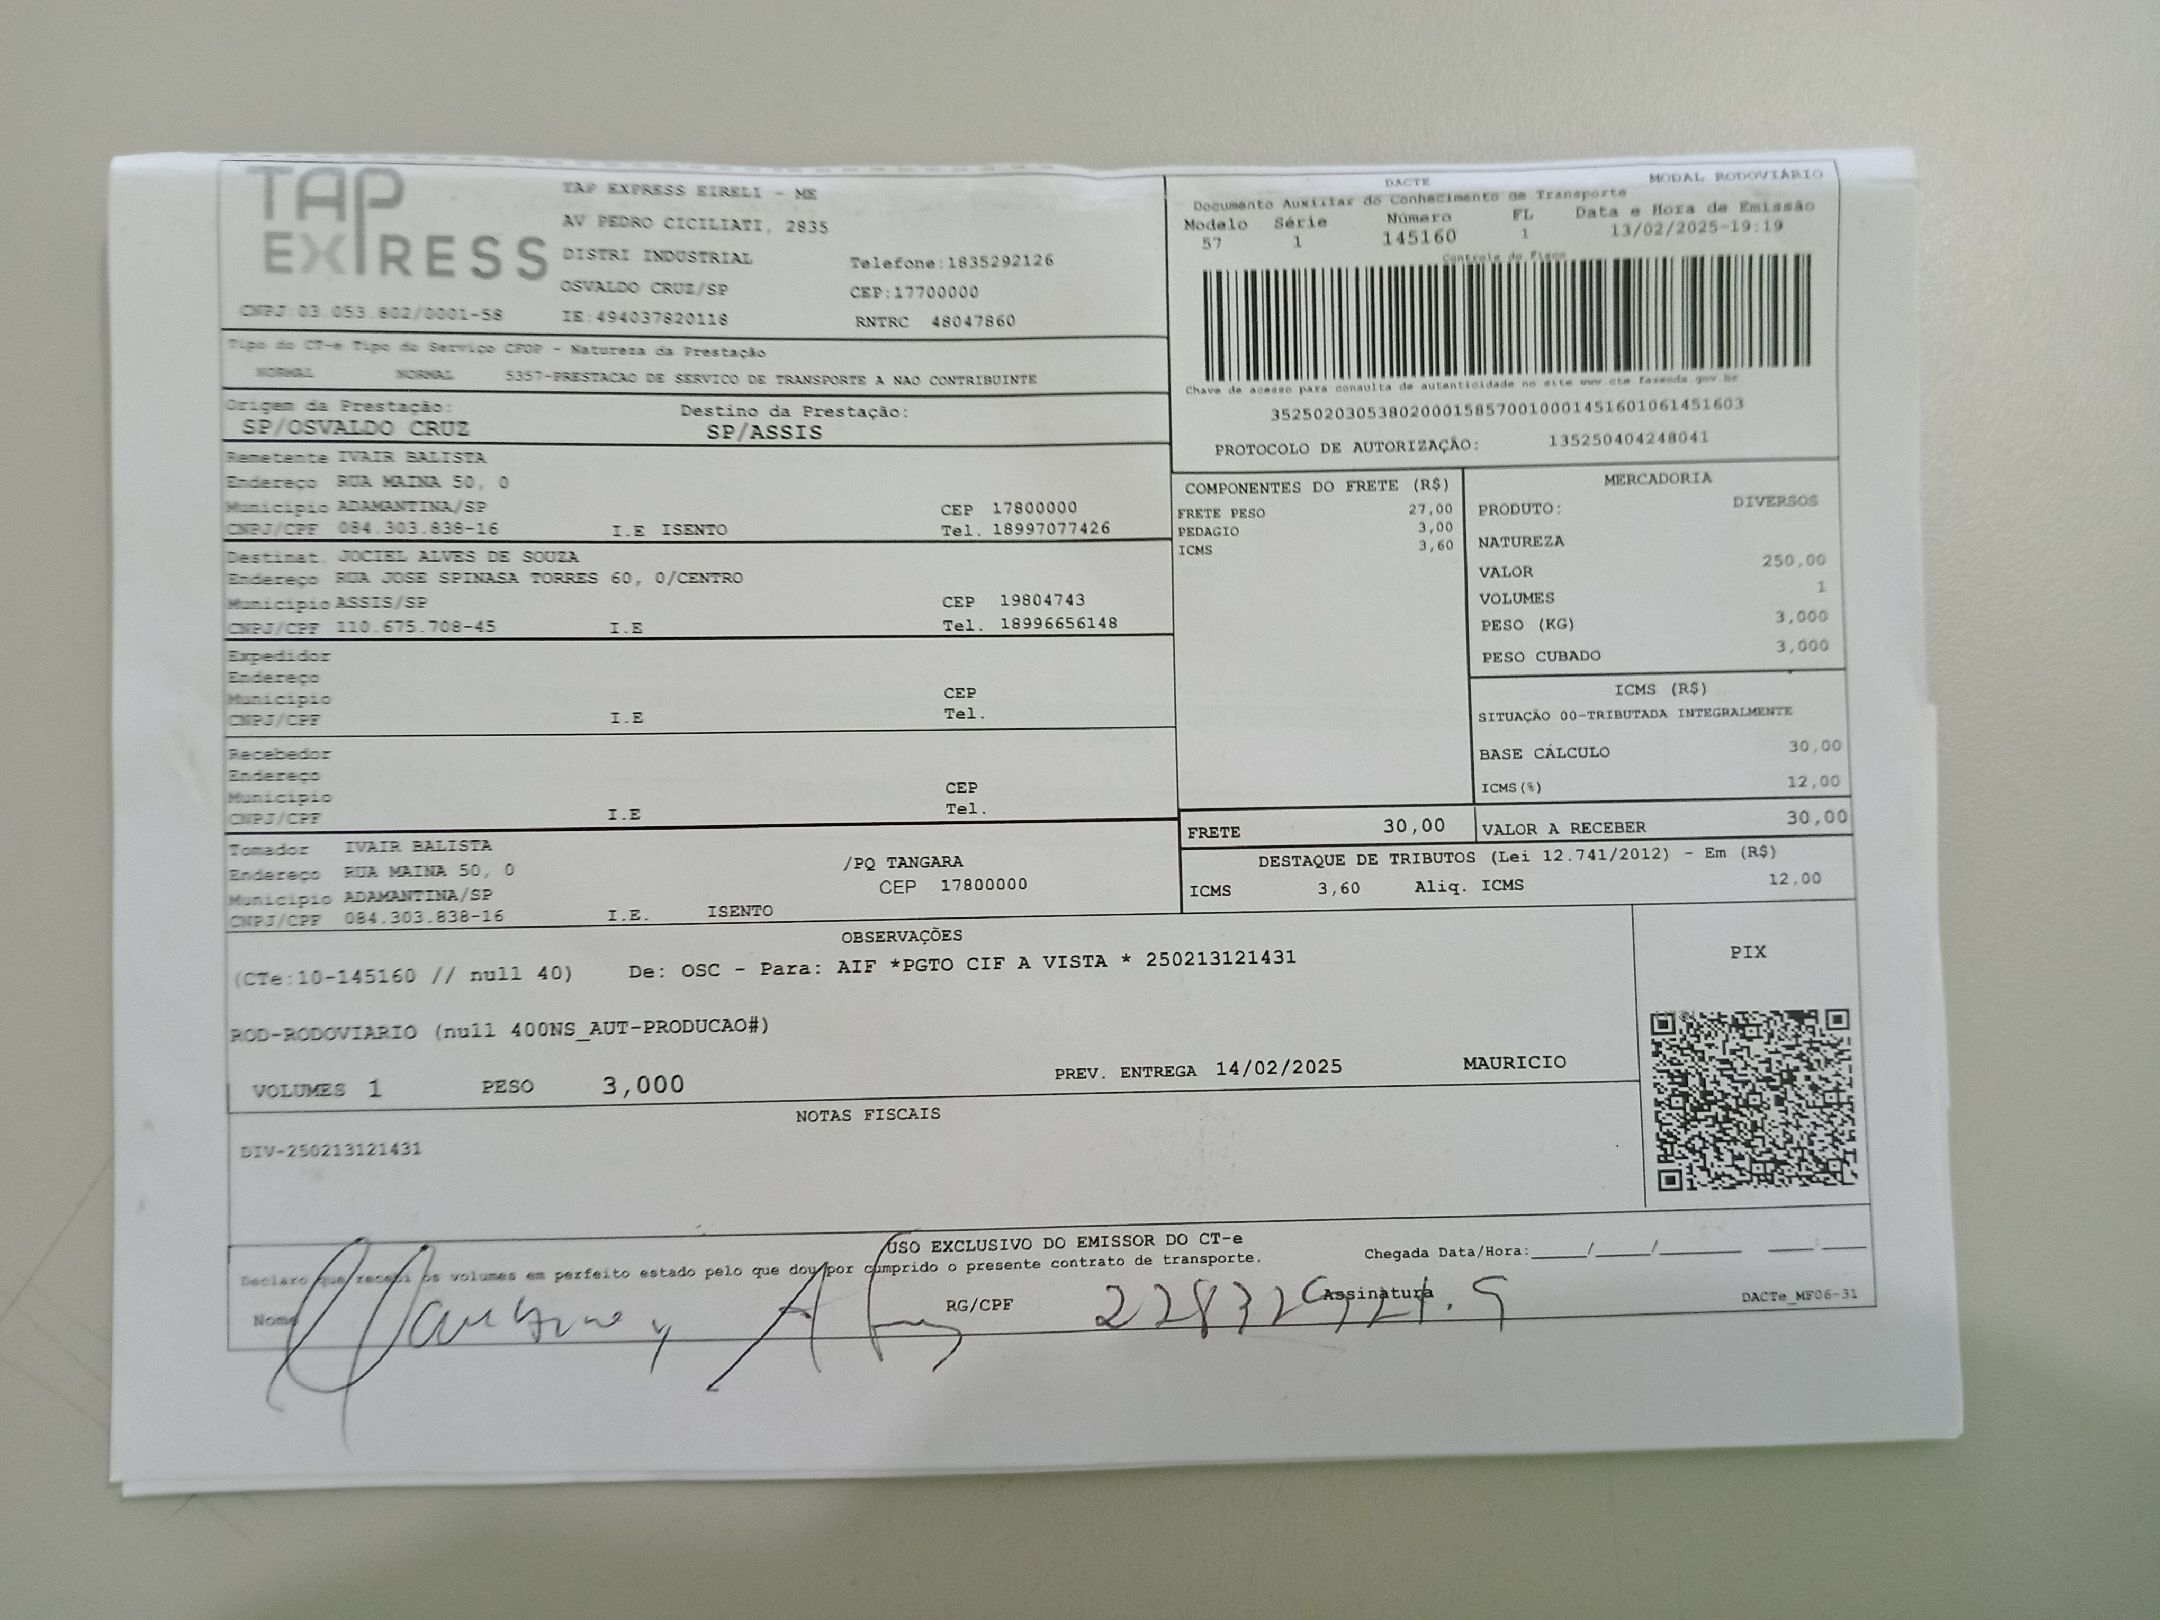 TAP
EXPRESS
CNPJ:03.053.802/0001-58
TAP EXPRESS EIRELI - ME
AV PEDRO CICILIATI, 2835
DISTRI INDUSTRIAL Telefone:1835292126
OSVALDO CRUZ/SP CEP:17700000
IE:494037820118 RNTRC 48047860
DACTE MODAL RODOVIÁRIO
Documento Auxiliar do Conhecimento de Transporte
Modelo Série Número FL Data e Hora de Emissão
57 1 145160 1 13/02/2025-19:19
Controle do Fisco
Chave de acesso para consulta de autenticidade no site www.cte.fazenda.gov.br
35250203053802000158570010001451601061451603
PROTOCOLO DE AUTORIZAÇÃO: 135250404248041
Tipo do CT-e Tipo do Serviço CFOP - Natureza da Prestação
NORMAL NORMAL 5357-PRESTACAO DE SERVICO DE TRANSPORTE A NAO CONTRIBUINTE
Origem da Prestação: Destino da Prestação:
SP/OSVALDO CRUZ SP/ASSIS
Remetente IVAIR BALISTA
Endereço RUA MAINA 50, 0
Município ADAMANTINA/SP CEP 17800000
CNPJ/CPF 084.303.838-16 I.E ISENTO Tel. 18997077426
Destinat. JOCIEL ALVES DE SOUZA
Endereço RUA JOSE SPINASA TORRES 60, 0/CENTRO
Município ASSIS/SP CEP 19804743
CNPJ/CPF 110.675.708-45 I.E Tel. 18996656148
Expedidor
Endereço
Município CEP
CNPJ/CPF I.E Tel.
Recebedor
Endereço
Município CEP
CNPJ/CPF I.E Tel.
Tomador IVAIR BALISTA
Endereço RUA MAINA 50, 0 /PQ TANGARA
Município ADAMANTINA/SP CEP 17800000
CNPJ/CPF 084.303.838-16 I.E. ISENTO
COMPONENTES DO FRETE (R$)
FRETE PESO 27,00
PEDAGIO 3,00
ICMS 3,60
MERCADORIA
PRODUTO: DIVERSOS
NATUREZA
VALOR 250,00
VOLUMES 1
PESO (KG) 3,000
PESO CUBADO 3,000
ICMS (R$)
SITUAÇÃO 00-TRIBUTADA INTEGRALMENTE
BASE CÁLCULO 30,00
ICMS(%) 12,00
FRETE 30,00 VALOR A RECEBER 30,00
DESTAQUE DE TRIBUTOS (Lei 12.741/2012) - Em (R$)
ICMS 3,60 Aliq. ICMS 12,00
OBSERVAÇÕES
(CTe:10-145160 // null 40) De: OSC - Para: AIF *PGTO CIF A VISTA * 250213121431
ROD-RODOVIARIO (null 400NS_AUT-PRODUCAO#)
VOLUMES 1 PESO 3,000 PREV. ENTREGA 14/02/2025 MAURICIO
PIX
NOTAS FISCAIS
DIV-250213121431
USO EXCLUSIVO DO EMISSOR DO CT-e
Declaro que recebi os volumes em perfeito estado pelo que dou por cumprido o presente contrato de transporte.
Chegada Data/Hora:_____/_____/_______ ____:____
Nome RG/CPF Assinatura DACTe_MF06-31